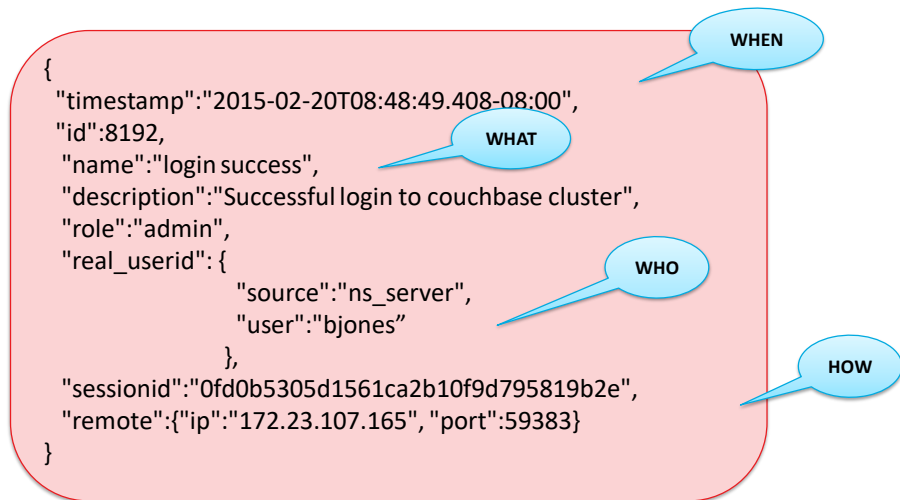 WHEN
{
"timestamp":"2015-02-20T08:48:49.408-08:00",
"id":8192,
WHAT
"name":"login success",
"description":"Successful login to couchbase cluster",
"role":"admin",
"real_userid": {
WHO
"source":"ns_server",
"user":"bjones”
},
HOW
"sessionid":"0fd0b5305d1561ca2b10f9d795819b2e",
"remote":{"ip":"172.23.107.165", "port":59383}
}